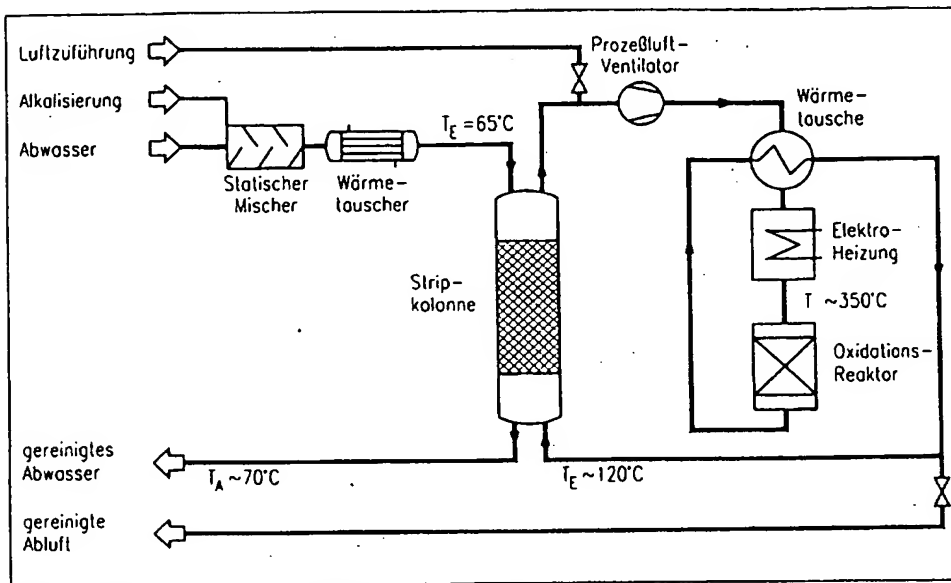 Luftzuführung
Alkalisierung
Abwasser
Statischer
Mischer
Wärme-
tauscher
T_E = 65°C
Prozeßluft-
Ventilator
Wärme-
tausche
Elektro-
Heizung
T ~350°C
Oxidations-
Reaktor
Strip-
kolonne
gereinigtes
Abwasser
T_A ~70°C
T_E ~120°C
gereinigte
Abluft